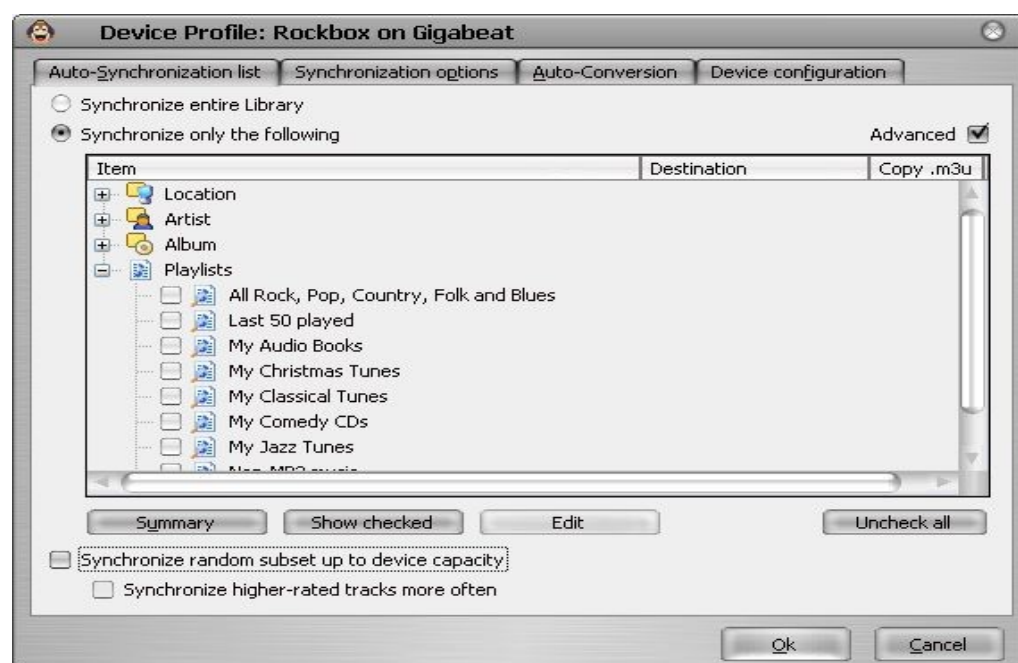 Device Profile: Rockbox on Gigabeat
Auto-Synchronization list Synchronization options Auto-Conversion Device configuration
Synchronize entire Library
Synchronize only the following Advanced
Item Destination Copy .m3u
Location
Artist
Album
Playlists
All Rock, Pop, Country, Folk and Blues
Last 50 played
My Audio Books
My Christmas Tunes
My Classical Tunes
My Comedy CDs
My Jazz Tunes
Non-MP3 music
Summary Show checked Edit Uncheck all
Synchronize random subset up to device capacity
Synchronize higher-rated tracks more often
Ok Cancel